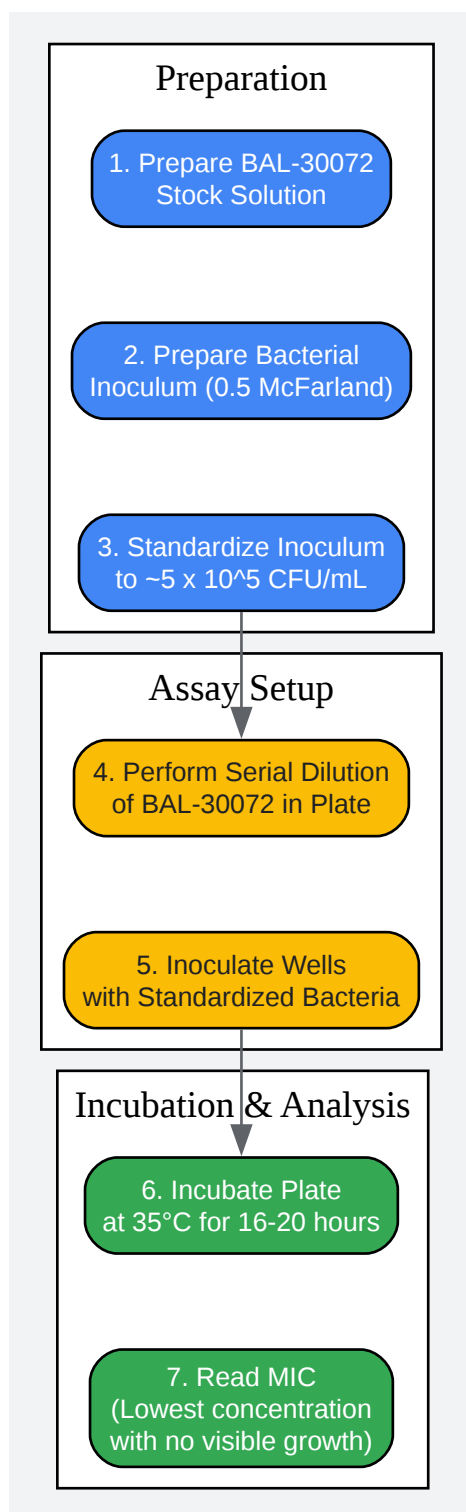 Preparation
1. Prepare BAL-30072
Stock Solution
2. Prepare Bacterial
Inoculum (0.5 McFarland)
3. Standardize Inoculum
to ~5 x 10^5 CFU/mL
Assay Setup
4. Perform Serial Dilution
of BAL-30072 in Plate
5. Inoculate Wells
with Standardized Bacteria
Incubation & Analysis
6. Incubate Plate
at 35°C for 16-20 hours
7. Read MIC
(Lowest concentration
with no visible growth)